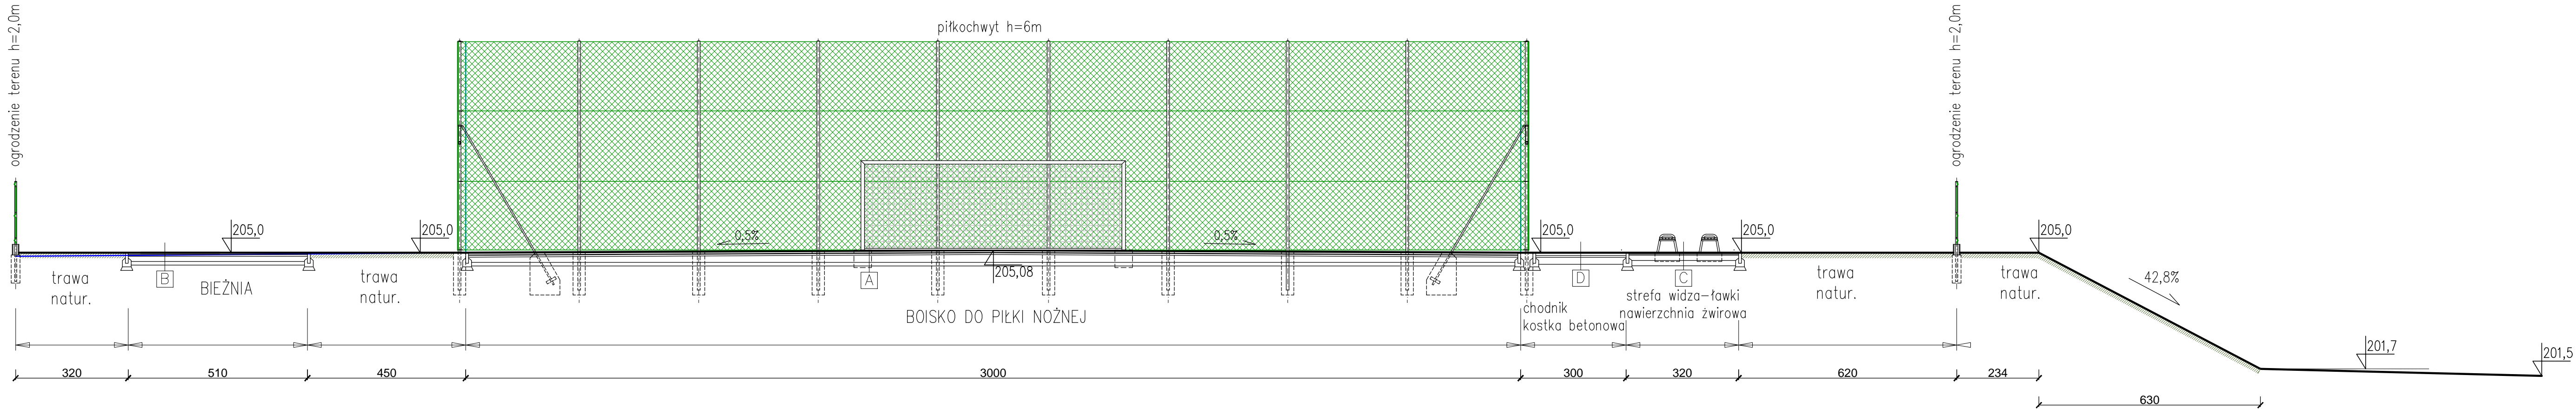 ogrodzenie terenu h=2,0m
piłkochwyt h=6m
ogrodzenie terenu h=2,0m
205,0
205,0
0,5%
0,5%
205,0
205,0
205,0
trawa
natur.
B
BIEŻNIA
trawa
natur.
A
205,08
BOISKO DO PIŁKI NOŻNEJ
D
chodnik
kostka betonowa
C
strefa widza-ławki
nawierzchnia żwirowa
trawa
natur.
trawa
natur.
42,8%
201,7
201,5
320
510
450
3000
300
320
620
234
630